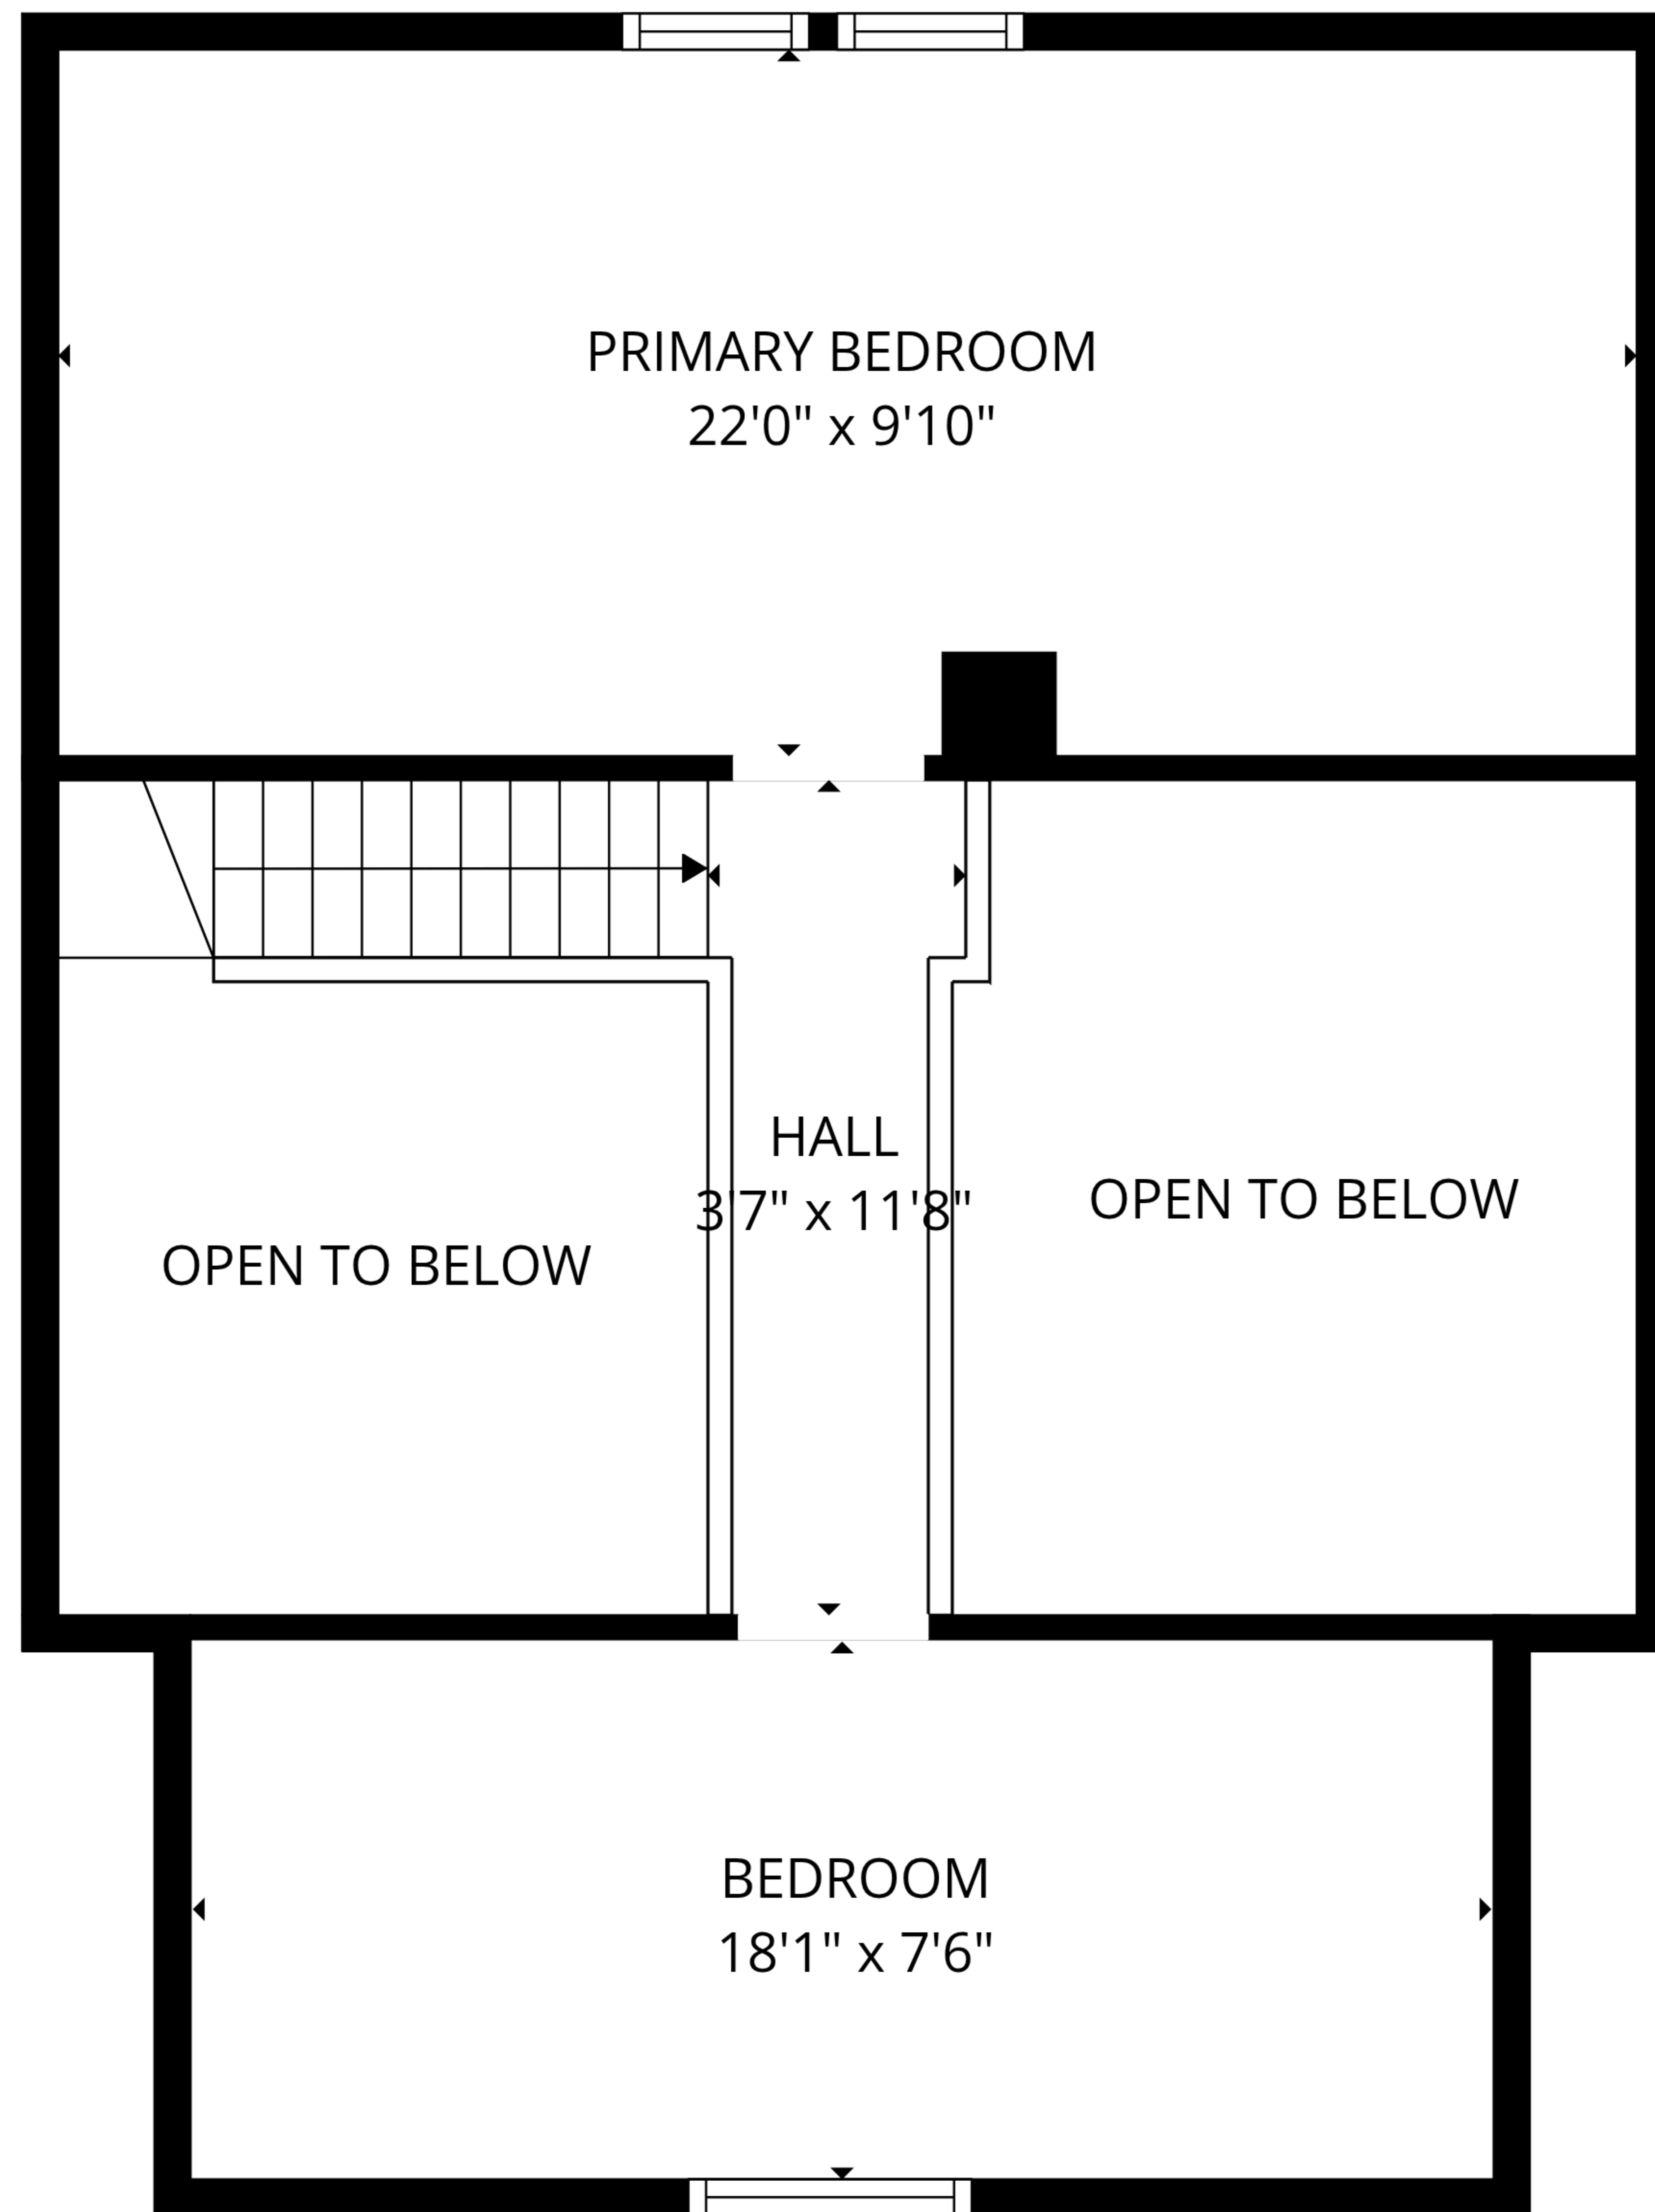 PRIMARY BEDROOM
22'0" x 9'10"
HALL
3'7" x 11'8"
OPEN TO BELOW
OPEN TO BELOW
BEDROOM
18'1" x 7'6"